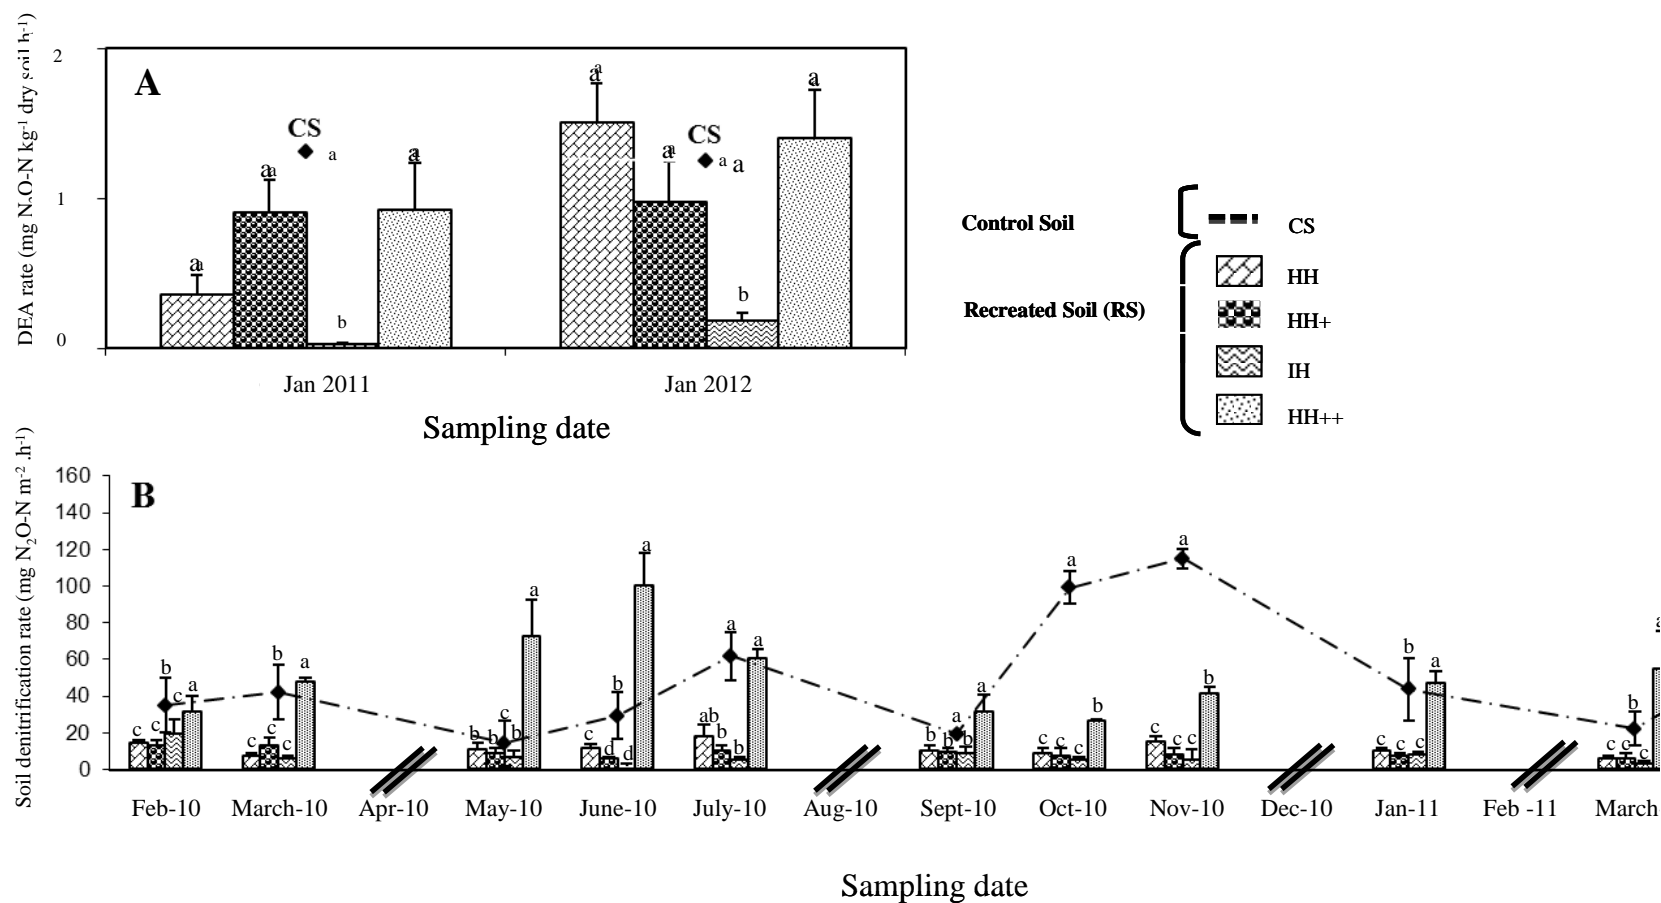 DEA rate (mg N.O-N kg-1 dry soil h-1)
2
1
0
A
a
a
CS
a
a
a
b
a
a
a
a
a
a
CS
a
a
b
a
a
Jan 2011
Jan 2012
Sampling date
Control Soil
CS
Recreated Soil (RS)
HH
HH+
IH
HH++
Soil denitrification rate (mg N2O-N m-2 .h-1)
160
140
120
100
80
60
40
20
0
B
c c b c a
c c b c a
b b c b a
c d b d a
ab b a b a
b b a b a
c c a c b
c c a c b
c c b c a
c c b c a
Feb-10 March-10 Apr-10 May-10 June-10 July-10 Aug-10 Sept-10 Oct-10 Nov-10 Dec-10 Jan-11 Feb -11 March-
Sampling date